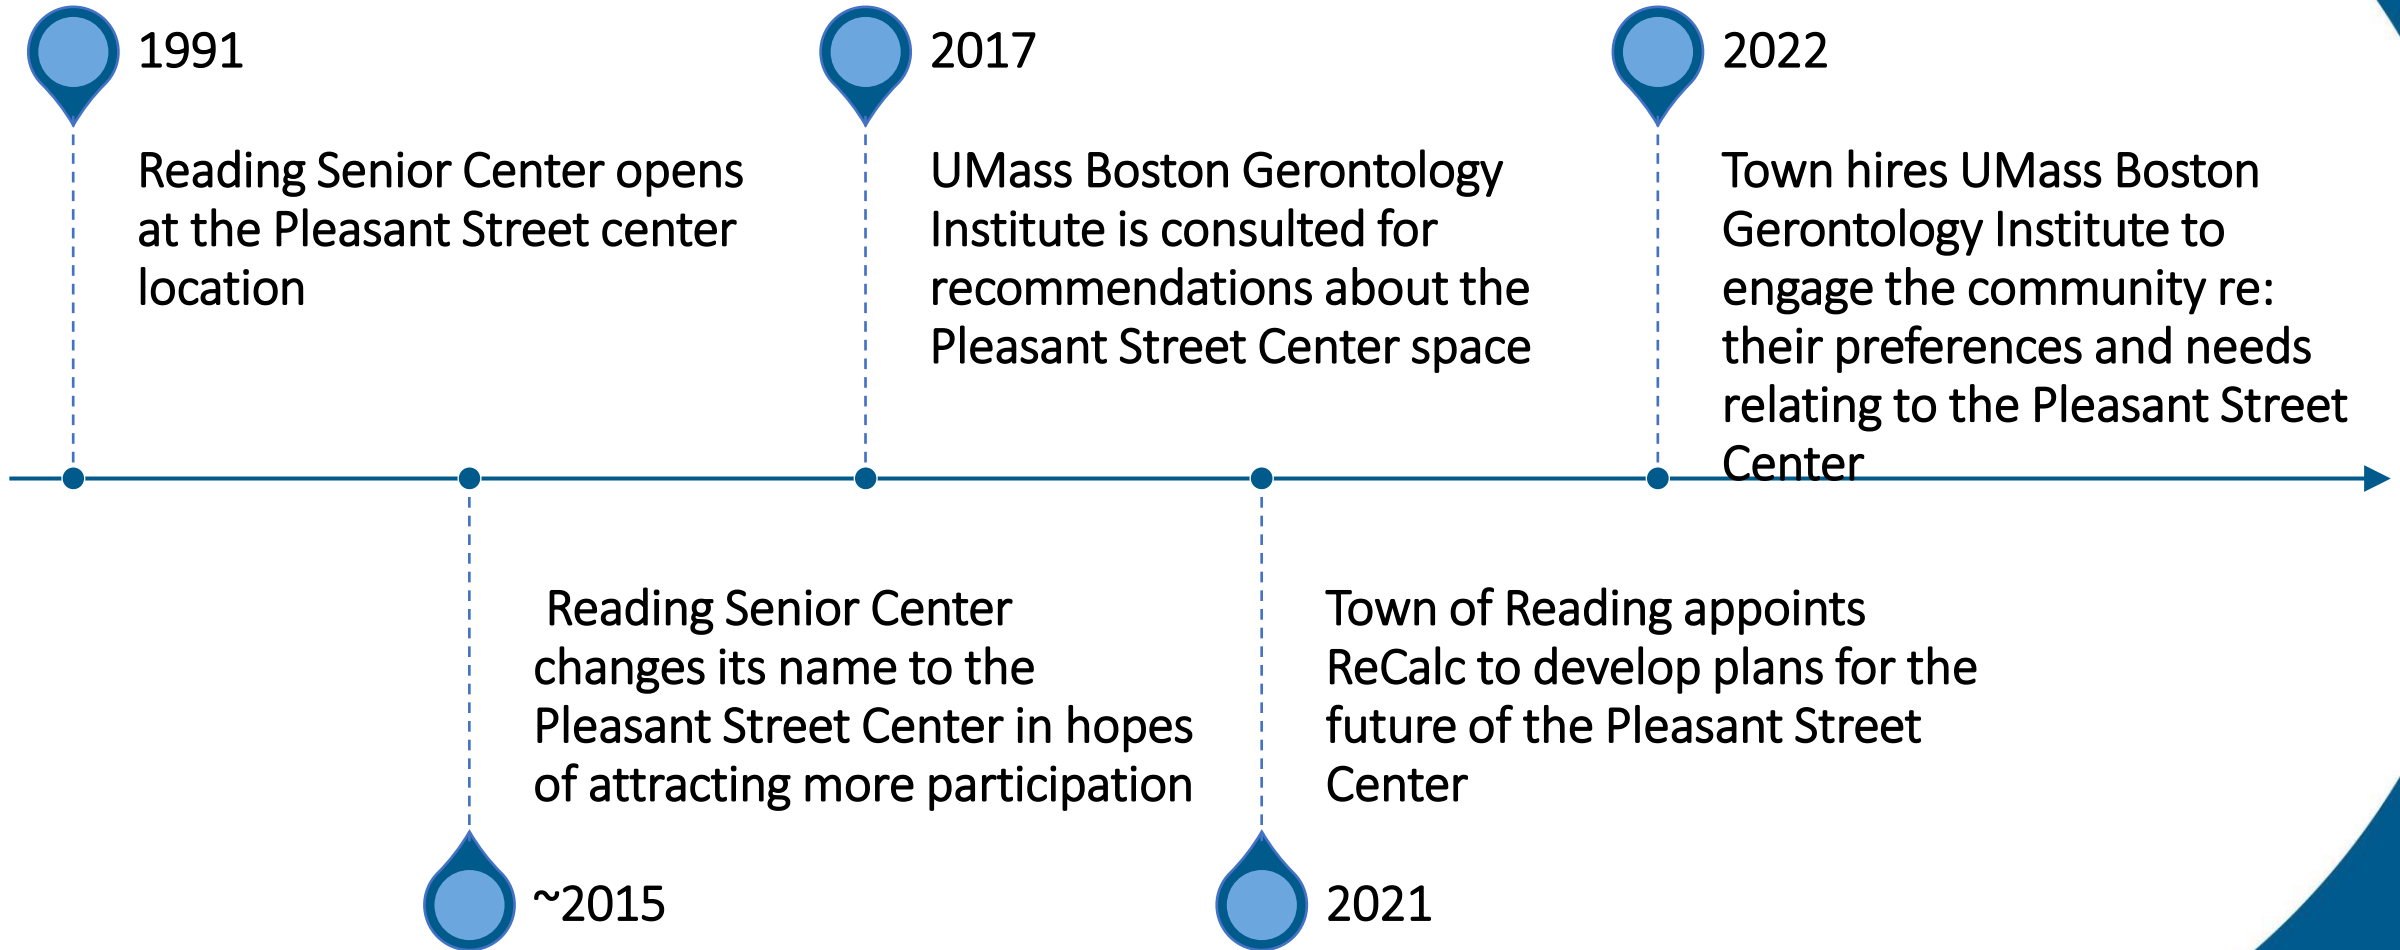 1991
Reading Senior Center opens
at the Pleasant Street center
location
~2015
Reading Senior Center
changes its name to the
Pleasant Street Center in hopes
of attracting more participation
2017
UMass Boston Gerontology
Institute is consulted for
recommendations about the
Pleasant Street Center space
2021
Town of Reading appoints
ReCalc to develop plans for the
future of the Pleasant Street
Center
2022
Town hires UMass Boston
Gerontology Institute to
engage the community re:
their preferences and needs
relating to the Pleasant Street
Center